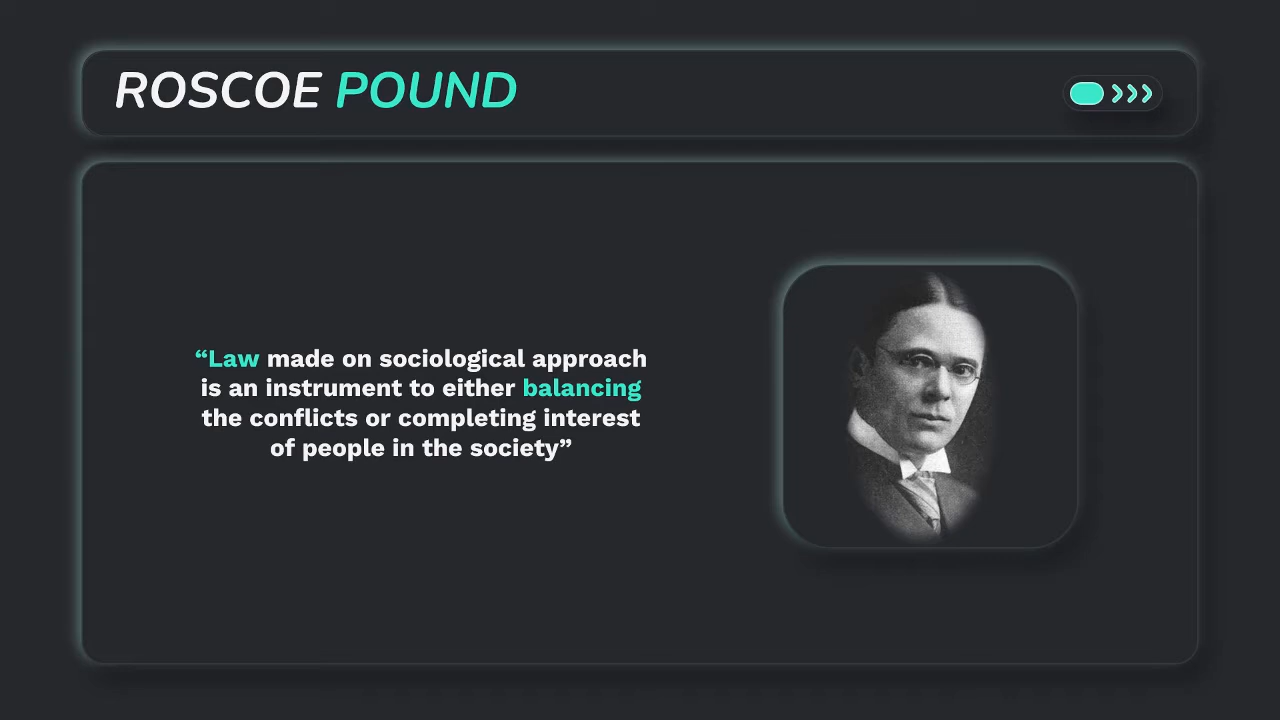 ROSCOE POUND
“Law made on sociological approach
is an instrument to either balancing
the conflicts or completing interest
of people in the society”